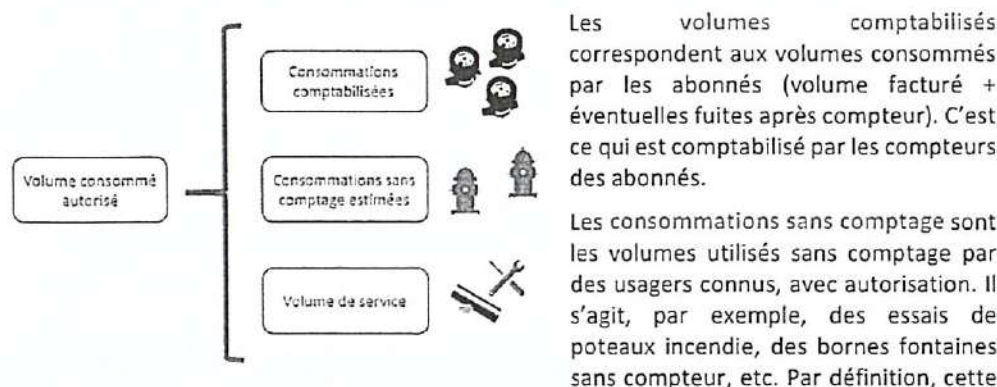 Volume consommé
autorisé
Consommations
comptabilisées
Consommations sans
comptage estimées
Volume de service
Les volumes comptabilisés
correspondent aux volumes consommés
par les abonnés (volume facturé +
éventuelles fuites après compteur). C'est
ce qui est comptabilisé par les compteurs
des abonnés.
Les consommations sans comptage sont
les volumes utilisés sans comptage par
des usagers connus, avec autorisation. Il
s'agit, par exemple, des essais de
poteaux incendie, des bornes fontaines
sans compteur, etc. Par définition, cette